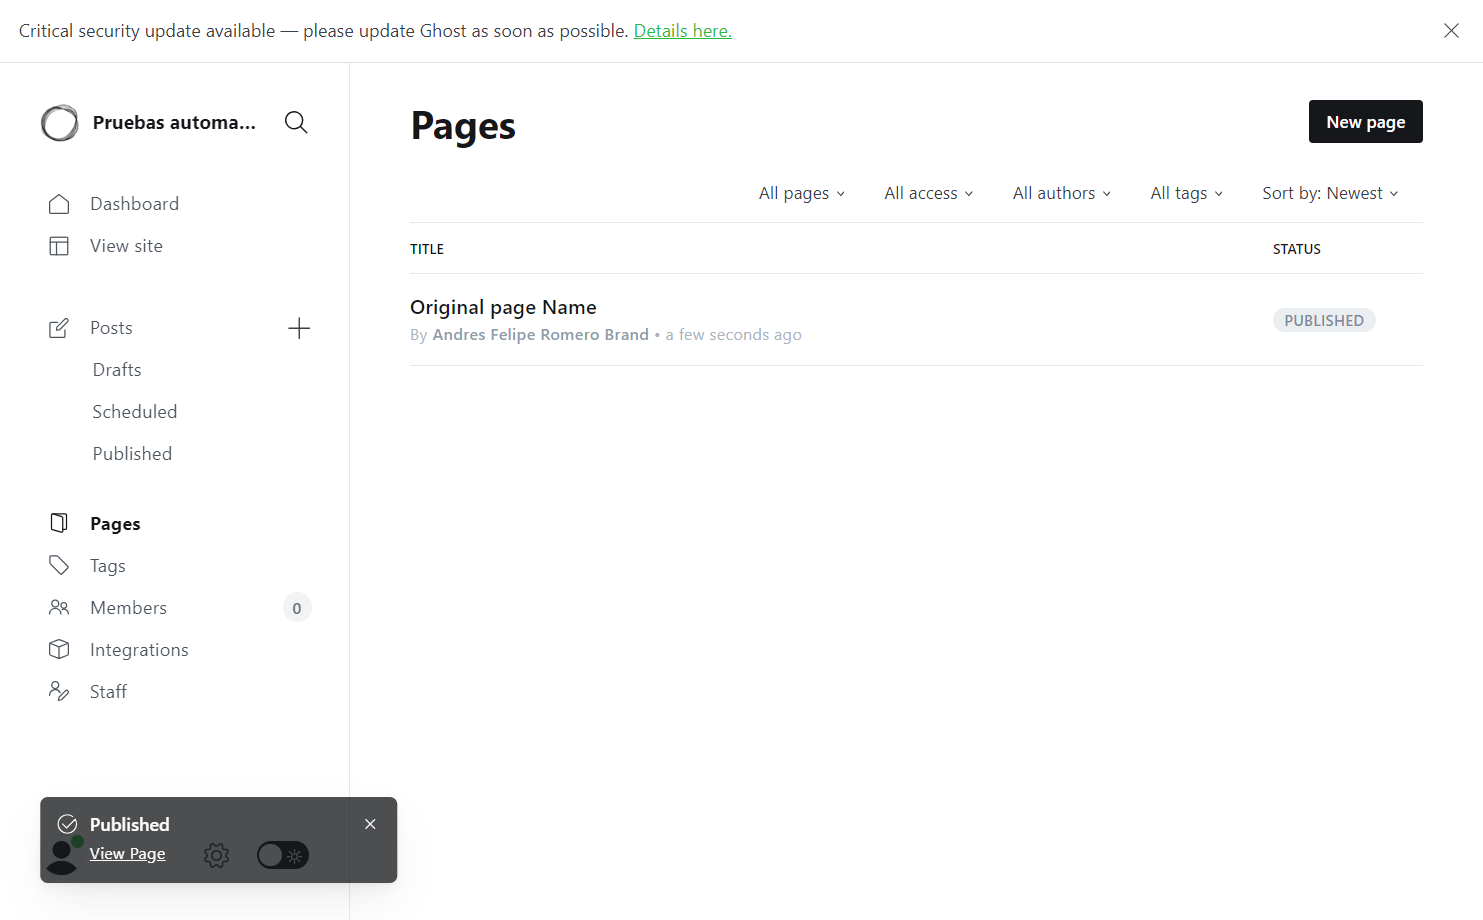 Critical security update available — please update Ghost as soon as possible. Details here.
Pruebas automa...
Dashboard
View site
Posts
Drafts
Scheduled
Published
Pages
Tags
Members 0
Integrations
Staff
Published
View Page
Pages
New page
All pages All access All authors All tags Sort by: Newest
TITLE STATUS
Original page Name
By Andres Felipe Romero Brand • a few seconds ago
PUBLISHED